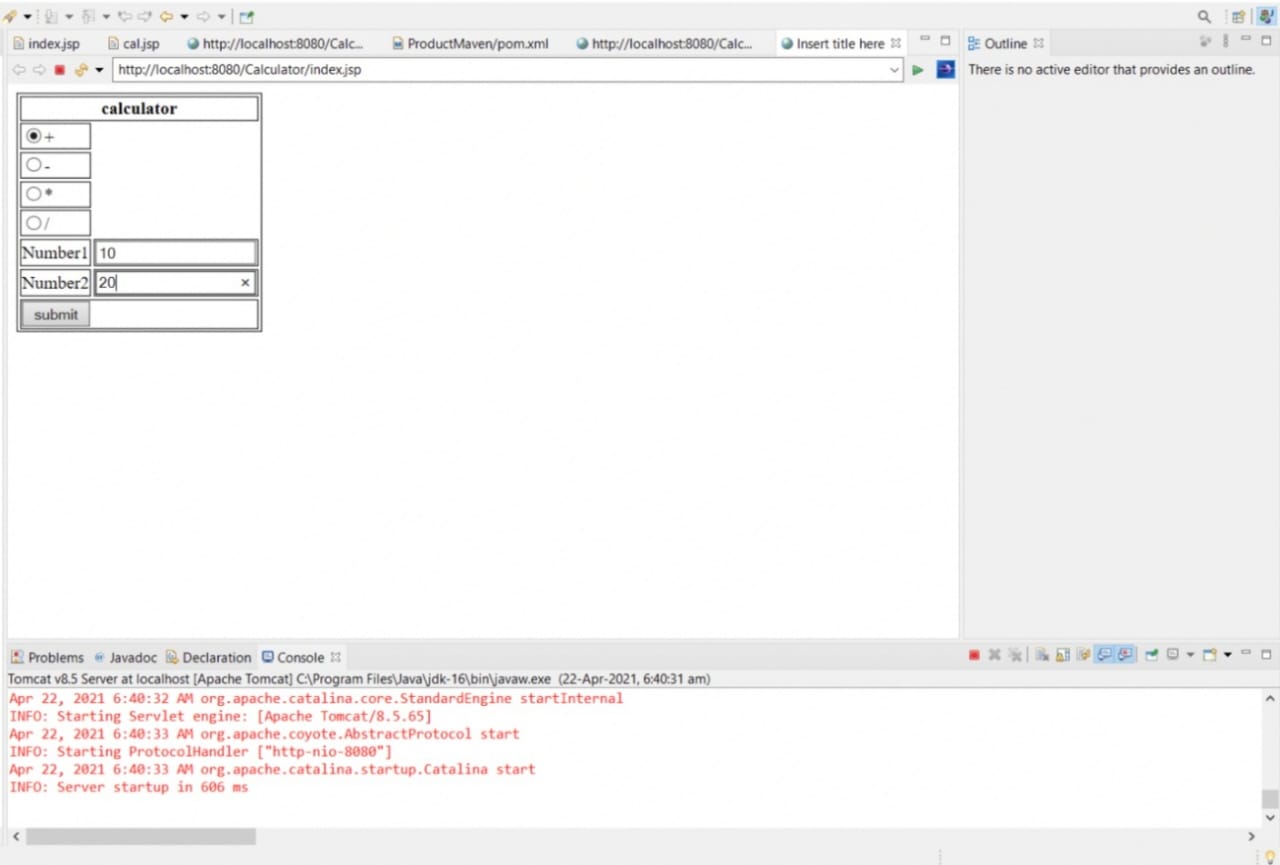 index.jsp cal.jsp http://localhost:8080/Calc... ProductMaven/pom.xml http://localhost:8080/Calc... Insert title here Outline
http://localhost:8080/Calculator/index.jsp
There is no active editor that provides an outline.
calculator
+
-
*
/
Number1 10
Number2 20
submit
Problems Javadoc Declaration Console
Tomcat v8.5 Server at localhost [Apache Tomcat] C:\Program Files\Java\jdk-16\bin\javaw.exe (22-Apr-2021, 6:40:31 am)
Apr 22, 2021 6:40:32 AM org.apache.catalina.core.StandardEngine startInternal
INFO: Starting Servlet engine: [Apache Tomcat/8.5.65]
Apr 22, 2021 6:40:33 AM org.apache.coyote.AbstractProtocol start
INFO: Starting ProtocolHandler ["http-nio-8080"]
Apr 22, 2021 6:40:33 AM org.apache.catalina.startup.Catalina start
INFO: Server startup in 606 ms